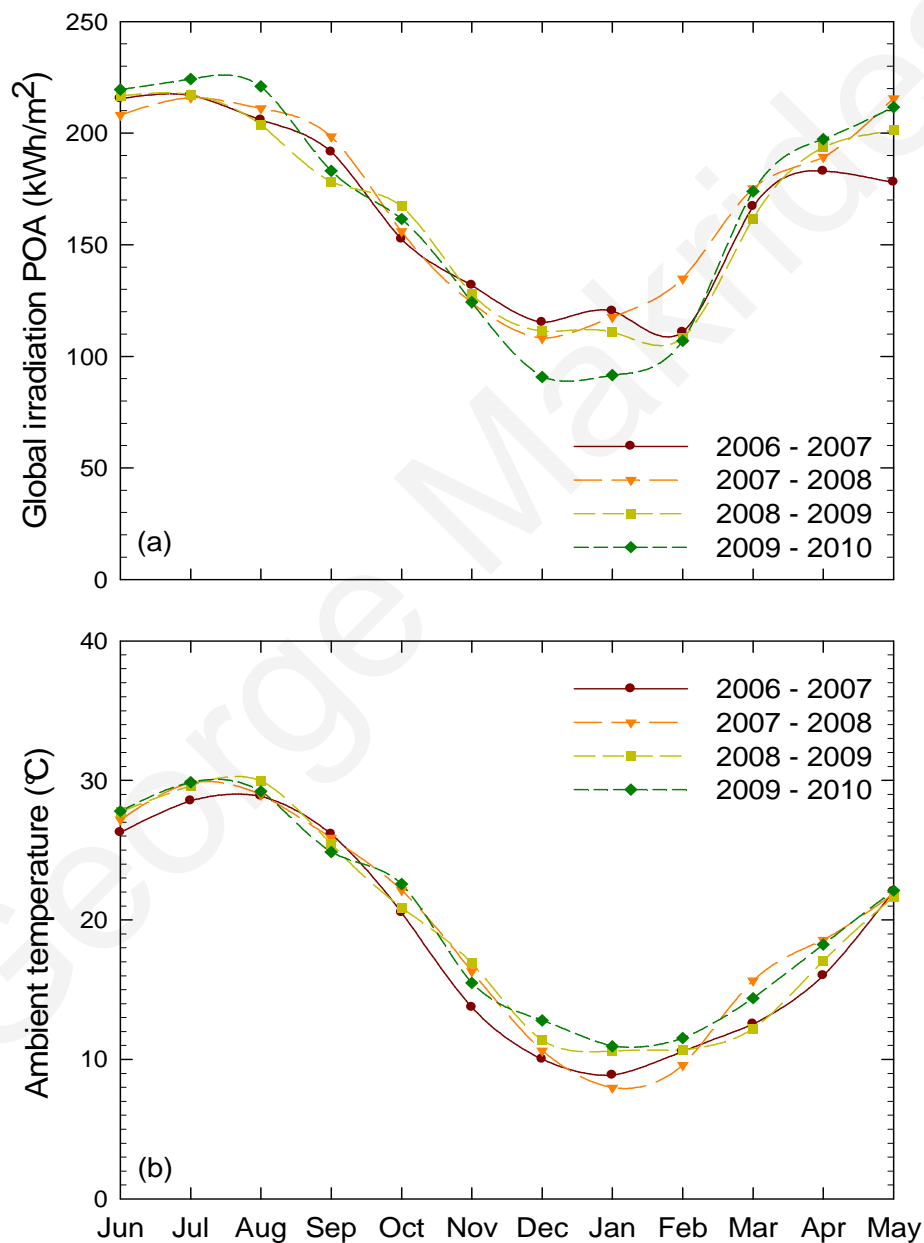 250
200
150
100
50
0
Global irradiation POA (kWh/m²)
2006 - 2007
2007 - 2008
2008 - 2009
2009 - 2010
(a)
40
30
20
10
0
Ambient temperature (°C)
2006 - 2007
2007 - 2008
2008 - 2009
2009 - 2010
(b)
Jun Jul Aug Sep Oct Nov Dec Jan Feb Mar Apr May
George Makrides